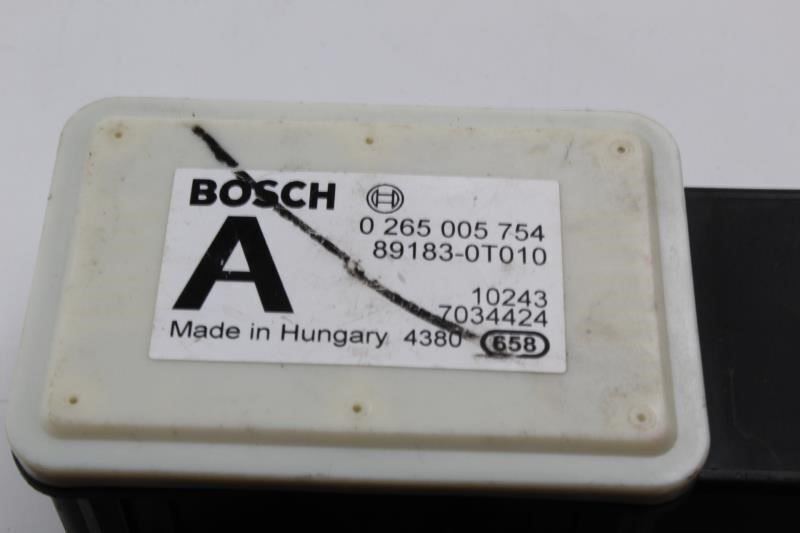 BOSCH
A
0 265 005 754
89183-0T010
10243
7034424
Made in Hungary 4380 658